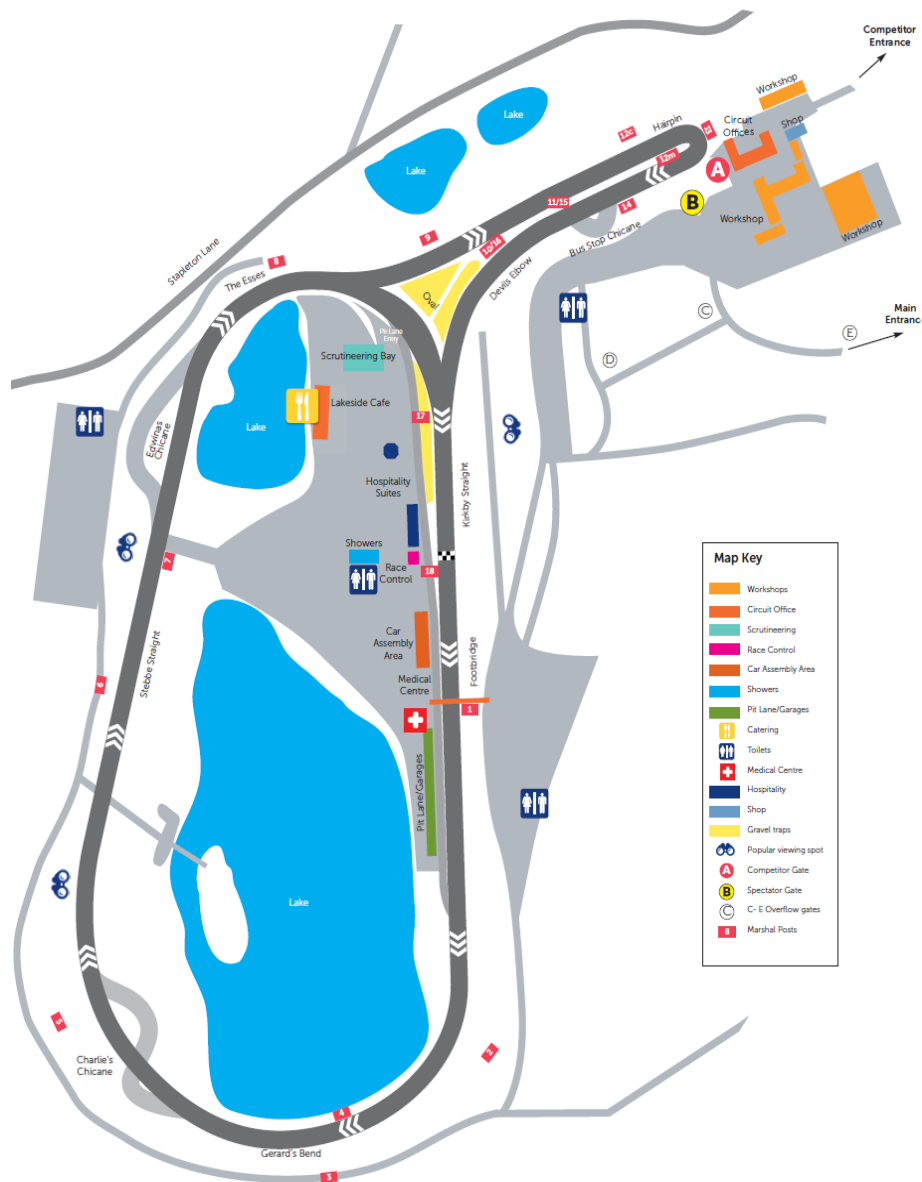 Competitor
Entrance
Workshop
Shop
Circuit
Offices
Hairpin
12c
13
12m
A
B
Lake
Lake
11/15
14
Workshop
Workshop
Bus Stop Chicane
9
10/16
Devils Elbow
Stapleton Lane
8
The Esses
Oval
C
Main
Entrance
E
D
Pit Lane
Entry
Scrutineering Bay
Lakeside Cafe
Lake
17
Edwinas
Chicane
Hospitality
Suites
Kirkby Straight
Showers
Race
Control
18
7
Car
Assembly
Area
Medical
Centre
Footbridge
1
6
Stebbe Straight
Pit Lane/Garages
Lake
5
Charlie's
Chicane
2
4
Gerard's Bend
3
Map Key
Workshops
Circuit Office
Scrutineering
Race Control
Car Assembly Area
Showers
Pit Lane/Garages
Catering
Toilets
Medical Centre
Hospitality
Shop
Gravel traps
Popular viewing spot
A Competitor Gate
B Spectator Gate
C C- E Overflow gates
8 Marshal Posts